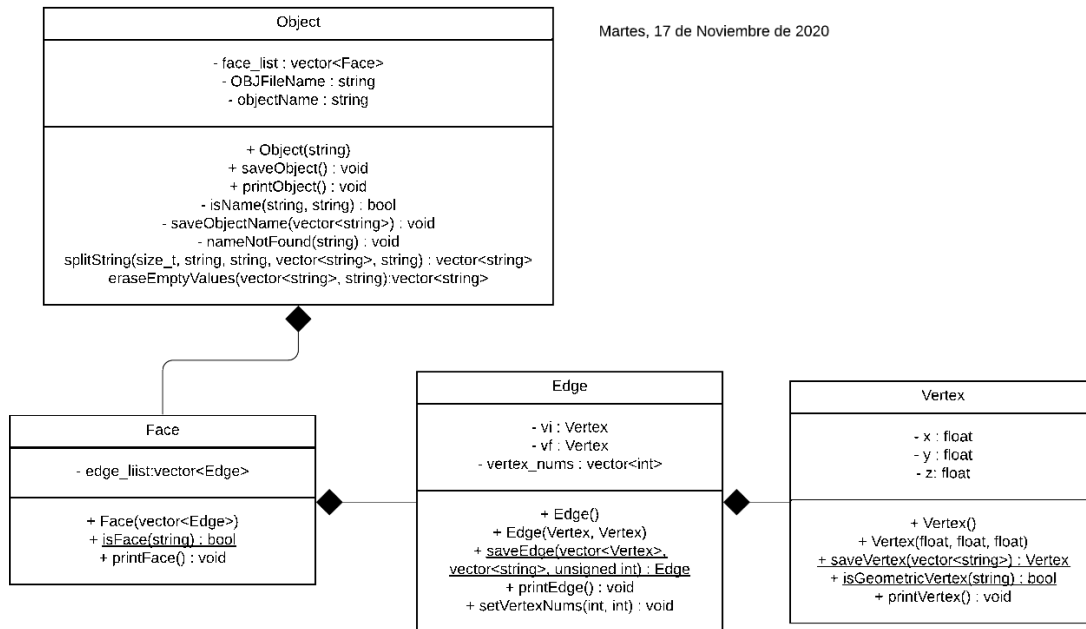 Object
Martes, 17 de Noviembre de 2020
- face_list : vector<Face>
- OBJFileName : string
- objectName : string
+ Object(string)
+ saveObject() : void
+ printObject() : void
- isName(string, string) : bool
- saveObjectName(vector<string>) : void
- nameNotFound(string) : void
splitString(size_t, string, string, vector<string>, string) : vector<string>
eraseEmptyValues(vector<string>, string):vector<string>
Face
- edge_liist:vector<Edge>
+ Face(vector<Edge>)
+ isFace(string) : bool
+ printFace() : void
Edge
- vi : Vertex
- vf : Vertex
- vertex_nums : vector<int>
+ Edge()
+ Edge(Vertex, Vertex)
+ saveEdge(vector<Vertex>,
vector<string>, unsigned int) : Edge
+ printEdge() : void
+ setVertexNums(int, int) : void
Vertex
- x : float
- y : float
- z: float
+ Vertex()
+ Vertex(float, float, float)
+ saveVertex(vector<string>) : Vertex
+ isGeometricVertex(string) : bool
+ printVertex() : void